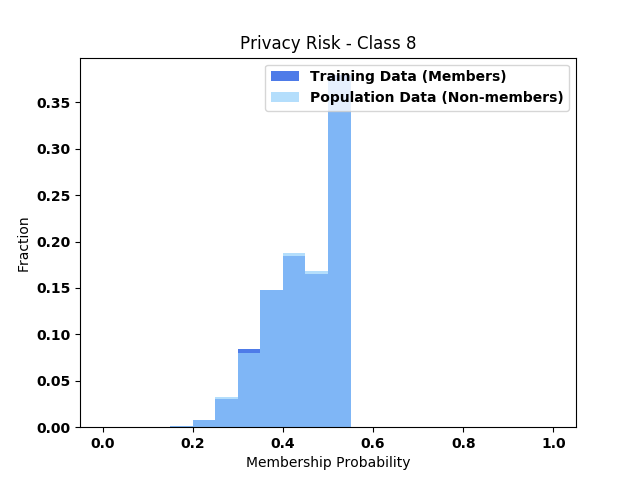 Privacy Risk - Class 8
Training Data (Members)
Population Data (Non-members)
0.35
0.30
0.25
0.20
0.15
0.10
0.05
0.00
Fraction
0.0 0.2 0.4 0.6 0.8 1.0
Membership Probability